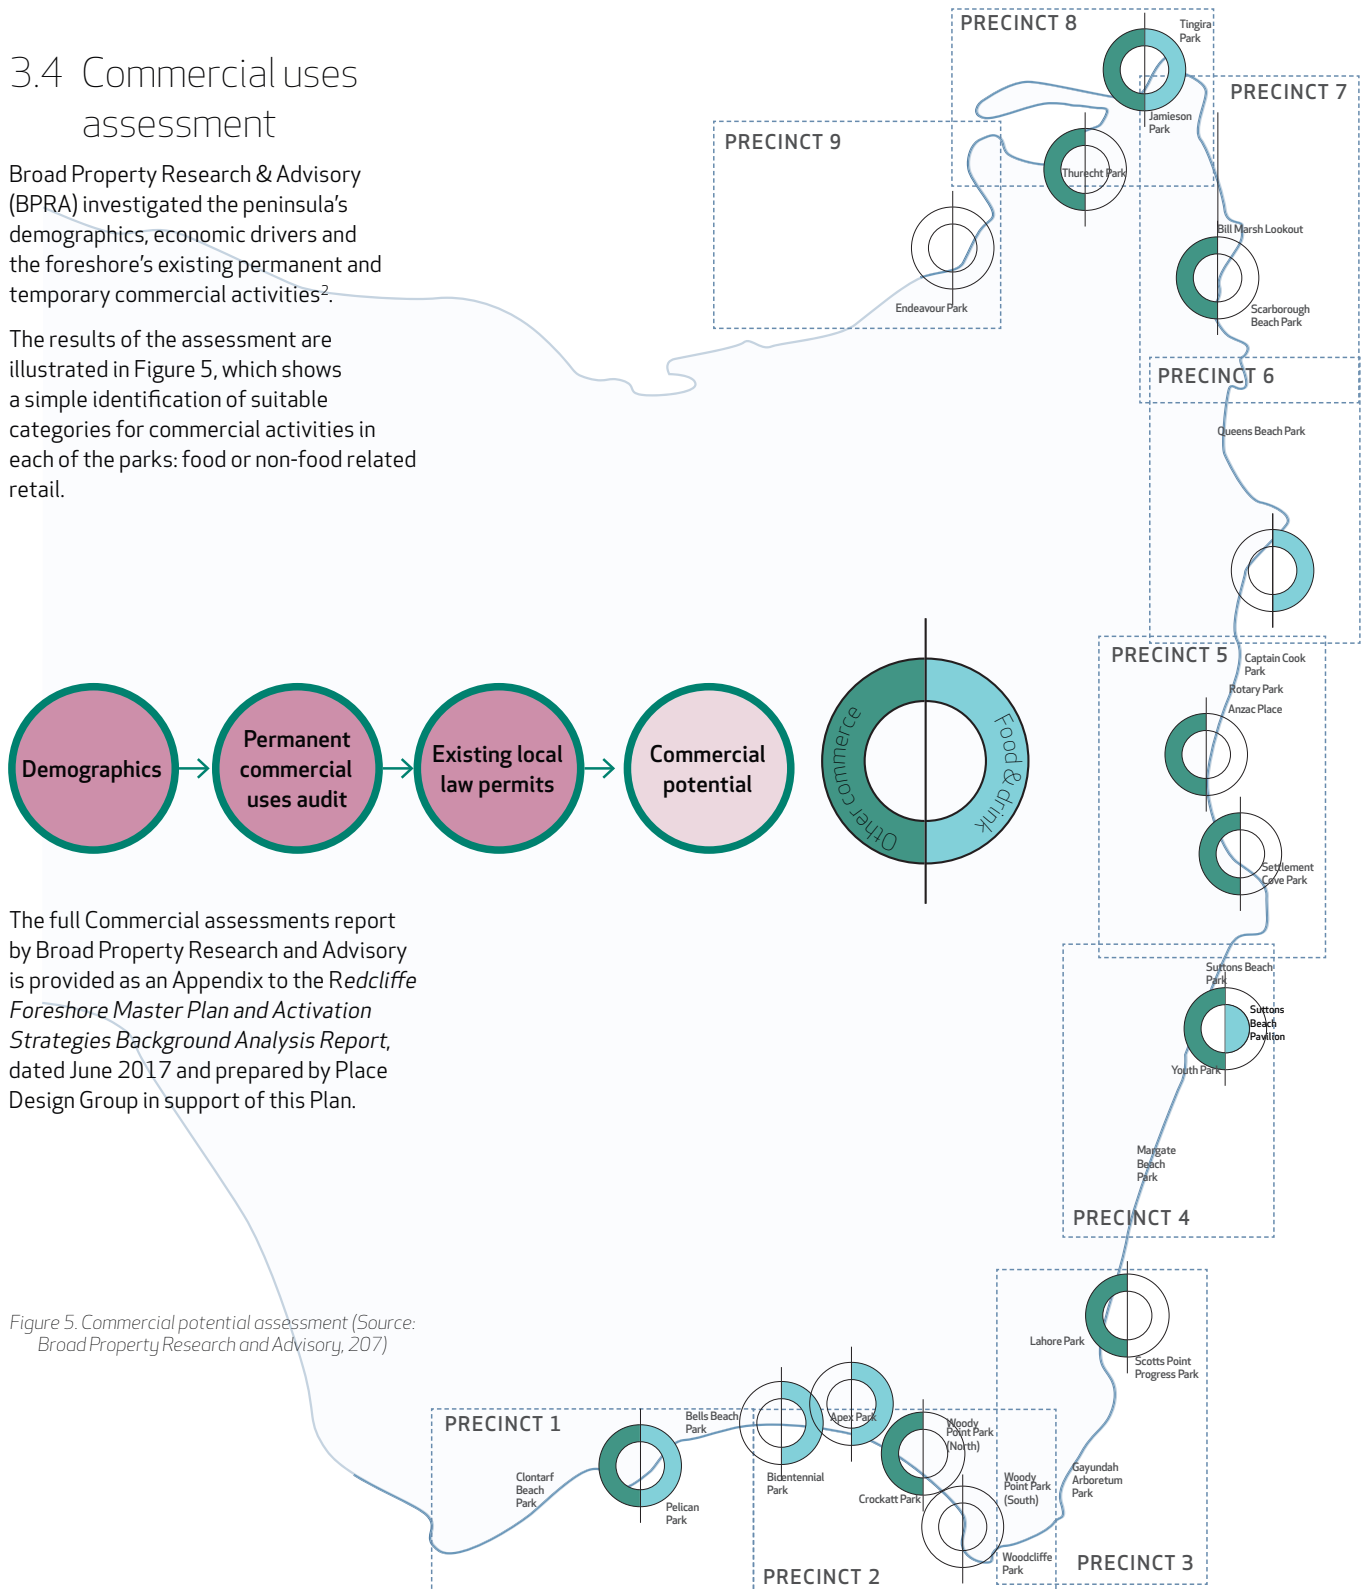 3.4 Commercial uses
assessment
Broad Property Research & Advisory
(BPRA) investigated the peninsula's
demographics, economic drivers and
the foreshore's existing permanent and
temporary commercial activities².
The results of the assessment are
illustrated in Figure 5, which shows
a simple identification of suitable
categories for commercial activities in
each of the parks: food or non-food related
retail.
Demographics
Permanent
commercial
uses audit
Existing local
law permits
Commercial
potential
Other commerce
Food & drink
The full Commercial assessments report
by Broad Property Research and Advisory
is provided as an Appendix to the Redcliffe
Foreshore Master Plan and Activation
Strategies Background Analysis Report,
dated June 2017 and prepared by Place
Design Group in support of this Plan.
Figure 5. Commercial potential assessment (Source:
Broad Property Research and Advisory, 207)
PRECINCT 8
Tingira
Park
Jamieson
Park
Thurecht Park
PRECINCT 7
Bill Marsh Lookout
Scarborough
Beach Park
PRECINCT 9
Endeavour Park
PRECINCT 6
Queens Beach Park
PRECINCT 5
Captain Cook
Park
Rotary Park
Anzac Place
Settlement
Cove Park
Suttons Beach
Park
Suttons
Beach
Pavilion
Youth Park
Margate
Beach
Park
PRECINCT 4
Lahore Park
Scotts Point
Progress Park
Gayundah
Arboretum
Park
PRECINCT 3
PRECINCT 1
Clontarf
Beach
Park
Pelican
Park
Bells Beach
Park
Bicentennial
Park
Apex Park
Crockatt Park
Woody
Point Park
(North)
Woody
Point Park
(South)
Woodcliffe
Park
PRECINCT 2